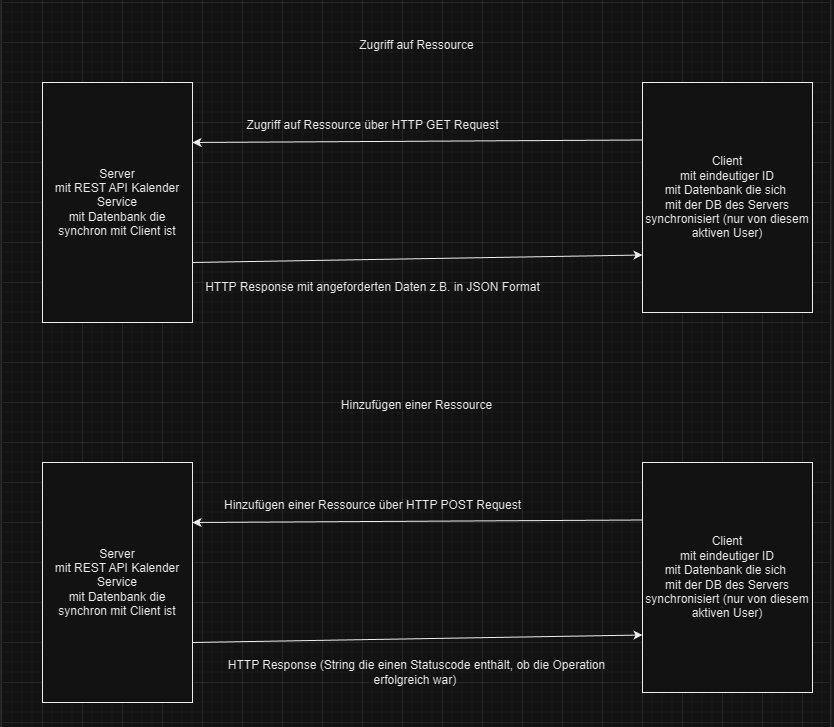 Zugriff auf Ressource
Zugriff auf Ressource über HTTP GET Request
Server
mit REST API Kalender
Service
mit Datenbank die
synchron mit Client ist
Client
mit eindeutiger ID
mit Datenbank die sich
mit der DB des Servers
synchronisiert (nur von diesem
aktiven User)
HTTP Response mit angeforderten Daten z.B. in JSON Format
Hinzufügen einer Ressource
Hinzufügen einer Ressource über HTTP POST Request
Server
mit REST API Kalender
Service
mit Datenbank die
synchron mit Client ist
Client
mit eindeutiger ID
mit Datenbank die sich
mit der DB des Servers
synchronisiert (nur von diesem
aktiven User)
HTTP Response (String die einen Statuscode enthält, ob die Operation
erfolgreich war)